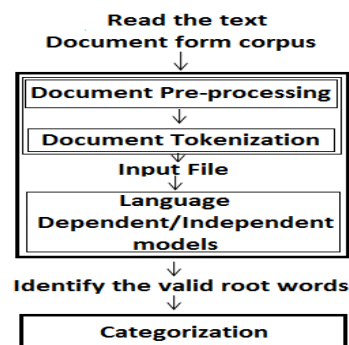 Read the text
Document form corpus
Document Pre-processing
Document Tokenization
Input File
Language
Dependent/Independent
models
Identify the valid root words
Categorization